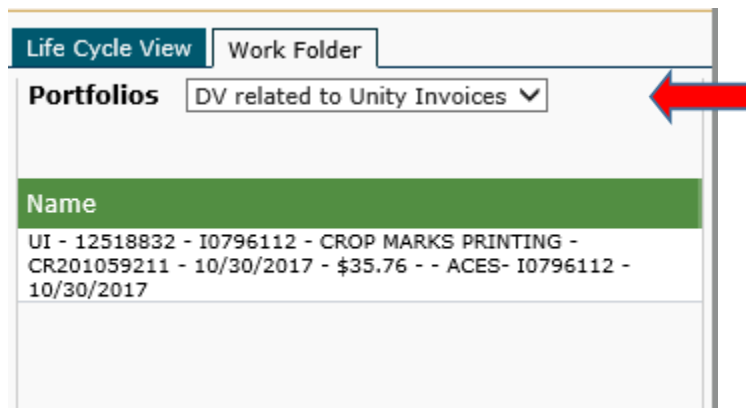 Life Cycle View Work Folder
Portfolios DV related to Unity Invoices
Name
UI - 12518832 - I0796112 - CROP MARKS PRINTING -
CR201059211 - 10/30/2017 - $35.76 - - ACES- I0796112 -
10/30/2017